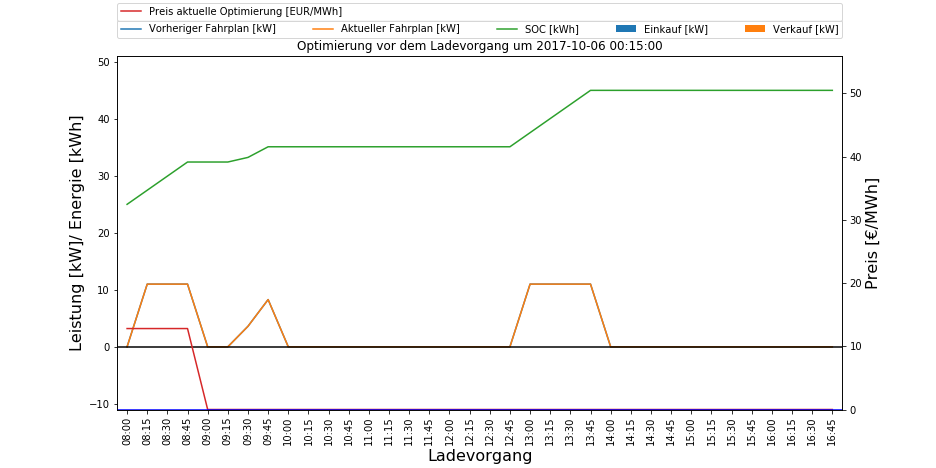 Preis aktuelle Optimierung [EUR/MWh]
Vorheriger Fahrplan [kW] Aktueller Fahrplan [kW] SOC [kWh] Einkauf [kW] Verkauf [kW]
Optimierung vor dem Ladevorgang um 2017-10-06 00:15:00
Leistung [kW]/ Energie [kWh]
50
40
30
20
10
0
−10
50
40
30
20
10
0
Preis [€/MWh]
08:00 08:15 08:30 08:45 09:00 09:15 09:30 09:45 10:00 10:15 10:30 10:45 11:00 11:15 11:30 11:45 12:00 12:15 12:30 12:45 13:00 13:15 13:30 13:45 14:00 14:15 14:30 14:45 15:00 15:15 15:30 15:45 16:00 16:15 16:30 16:45
Ladevorgang